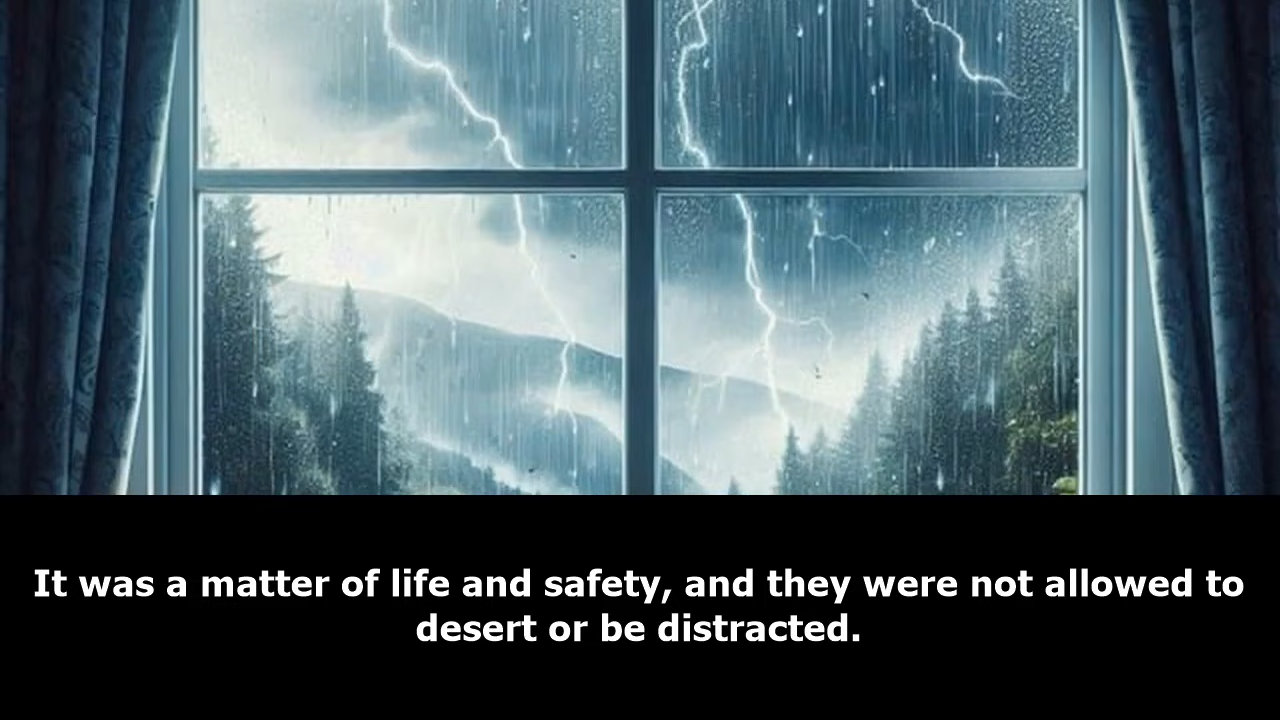 It was a matter of life and safety, and they were not allowed to
desert or be distracted.